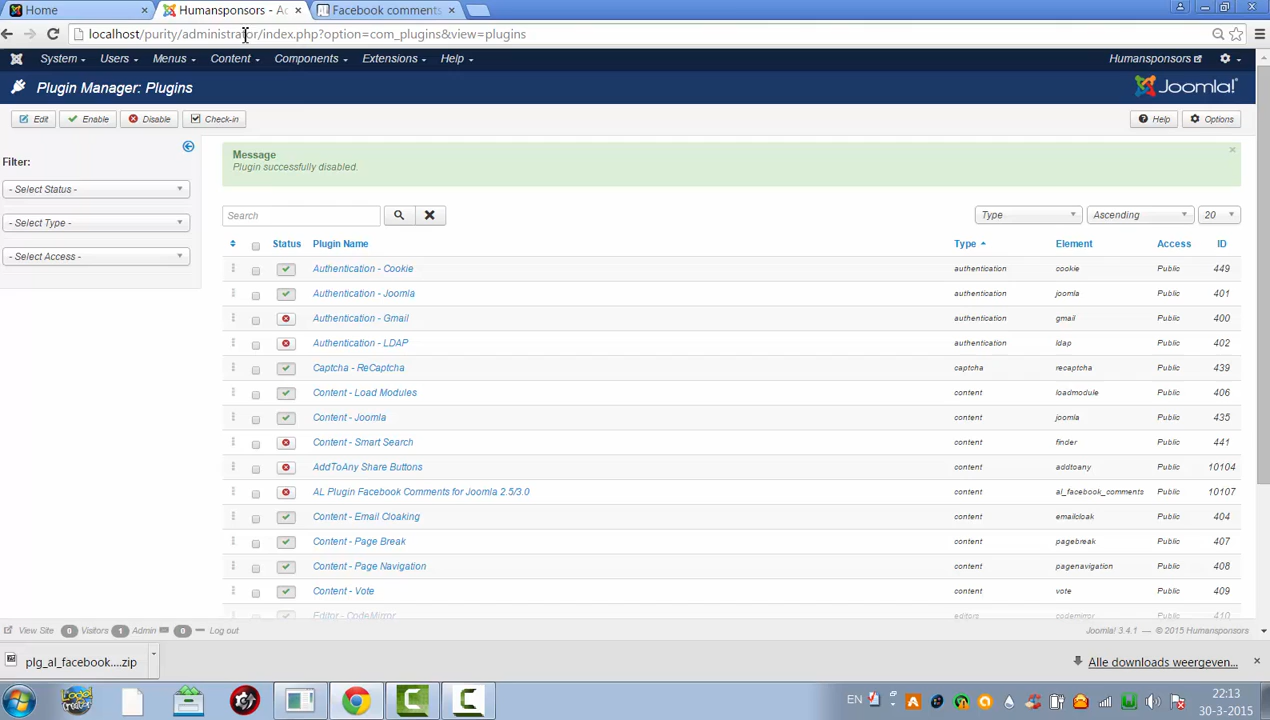 Home
Humansponsors - Ac
Facebook comments
localhost/purity/administrator/index.php?option=com_plugins&view=plugins
System Users Menus Content Components Extensions Help Humansponsors
Plugin Manager: Plugins Joomla!
Edit Enable Disable Check-in Help Options
Filter:
- Select Status -
- Select Type -
- Select Access -
Message
Plugin successfully disabled.
Search Type Ascending 20
Status Plugin Name Type Element Access ID
Authentication - Cookie authentication cookie Public 449
Authentication - Joomla authentication joomla Public 401
Authentication - Gmail authentication gmail Public 400
Authentication - LDAP authentication ldap Public 402
Captcha - ReCaptcha captcha recaptcha Public 439
Content - Load Modules content loadmodule Public 406
Content - Joomla content joomla Public 435
Content - Smart Search content finder Public 441
AddToAny Share Buttons content addtoany Public 10104
AL Plugin Facebook Comments for Joomla 2.5/3.0 content al_facebook_comments Public 10107
Content - Email Cloaking content emailcloak Public 404
Content - Page Break content pagebreak Public 407
Content - Page Navigation content pagenavigation Public 408
Content - Vote content vote Public 409
Editor - CodeMirror editors codemirror Public 410
View Site 0 Visitors 1 Admin 0 Log out Joomla! 3.4.1 — © 2015 Humansponsors
plg_al_facebook....zip Alle downloads weergeven...
EN 22:13
30-3-2015